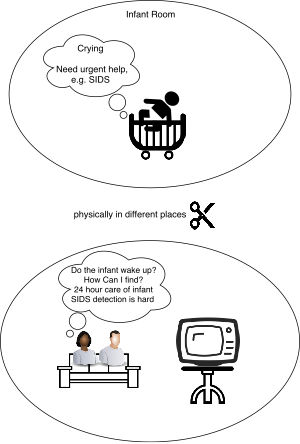 Infant Room
Crying
Need urgent help,
e.g. SIDS
physically in different places
Do the infant wake up?
How Can I find?
24 hour care of infant
SIDS detection is hard